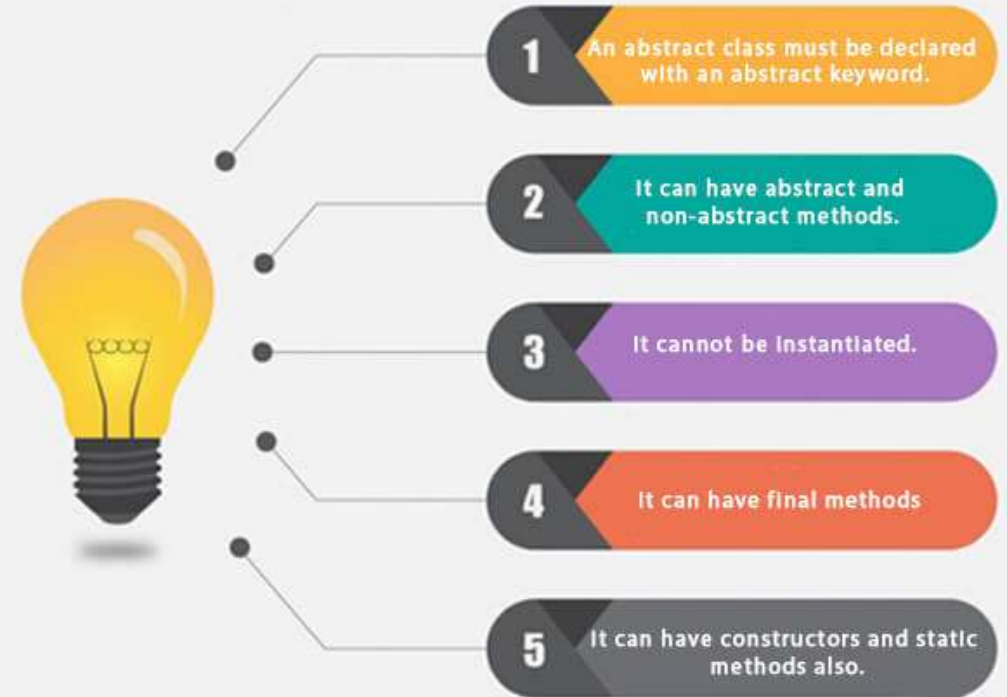 1
An abstract class must be declared
with an abstract keyword.
2
It can have abstract and
non-abstract methods.
3
It cannot be instantiated.
4
It can have final methods
5
It can have constructors and static
methods also.